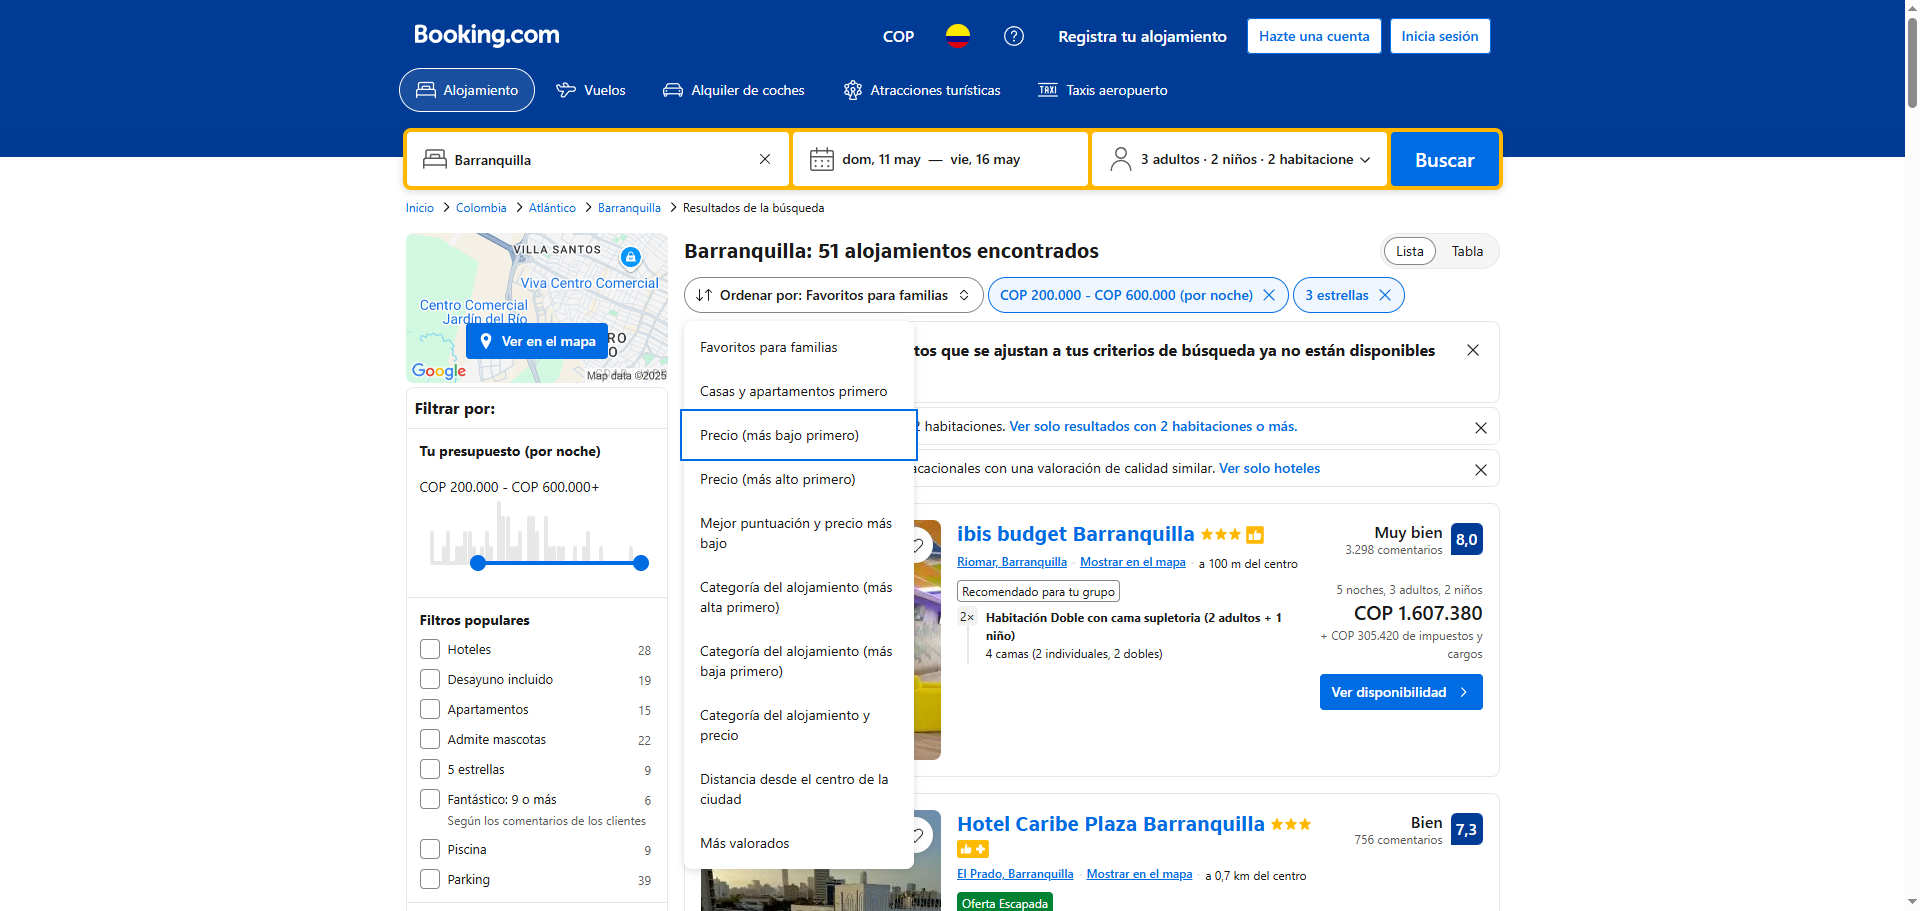 Booking.com
COP
Registra tu alojamiento
Hazte una cuenta
Inicia sesión
Alojamiento
Vuelos
Alquiler de coches
Atracciones turísticas
TAXI
Taxis aeropuerto
Barranquilla
dom, 11 may — vie, 16 may
3 adultos · 2 niños · 2 habitacione
Buscar
Inicio
Colombia
Atlántico
Barranquilla
Resultados de la búsqueda
VILLA SANTOS
Viva Centro Comercial
Centro Comercial
Jardín del Río
Ver en el mapa
Google
Map data ©2025
Barranquilla: 51 alojamientos encontrados
Lista
Tabla
Ordenar por: Favoritos para familias
COP 200.000 - COP 600.000 (por noche)
3 estrellas
Favoritos para familias
Casas y apartamentos primero
Precio (más bajo primero)
Precio (más alto primero)
Mejor puntuación y precio más
bajo
Categoría del alojamiento (más
alta primero)
Categoría del alojamiento (más
baja primero)
Categoría del alojamiento y
precio
Distancia desde el centro de la
ciudad
Más valorados
que se ajustan a tus criterios de búsqueda ya no están disponibles
2 habitaciones. Ver solo resultados con 2 habitaciones o más.
con una valoración de calidad similar. Ver solo hoteles
Filtrar por:
Tu presupuesto (por noche)
COP 200.000 - COP 600.000+
Filtros populares
Hoteles 28
Desayuno incluido 19
Apartamentos 15
Admite mascotas 22
5 estrellas 9
Fantástico: 9 o más 6
Según los comentarios de los clientes
Piscina 9
Parking 39
ibis budget Barranquilla
Riomar, Barranquilla
Mostrar en el mapa
a 100 m del centro
Recomendado para tu grupo
2× Habitación Doble con cama supletoria (2 adultos + 1
niño)
4 camas (2 individuales, 2 dobles)
Muy bien
3.298 comentarios
8,0
5 noches, 3 adultos, 2 niños
COP 1.607.380
+ COP 305.420 de impuestos y
cargos
Ver disponibilidad
Hotel Caribe Plaza Barranquilla
El Prado, Barranquilla
Mostrar en el mapa
a 0,7 km del centro
Oferta Escapada
Bien
756 comentarios
7,3